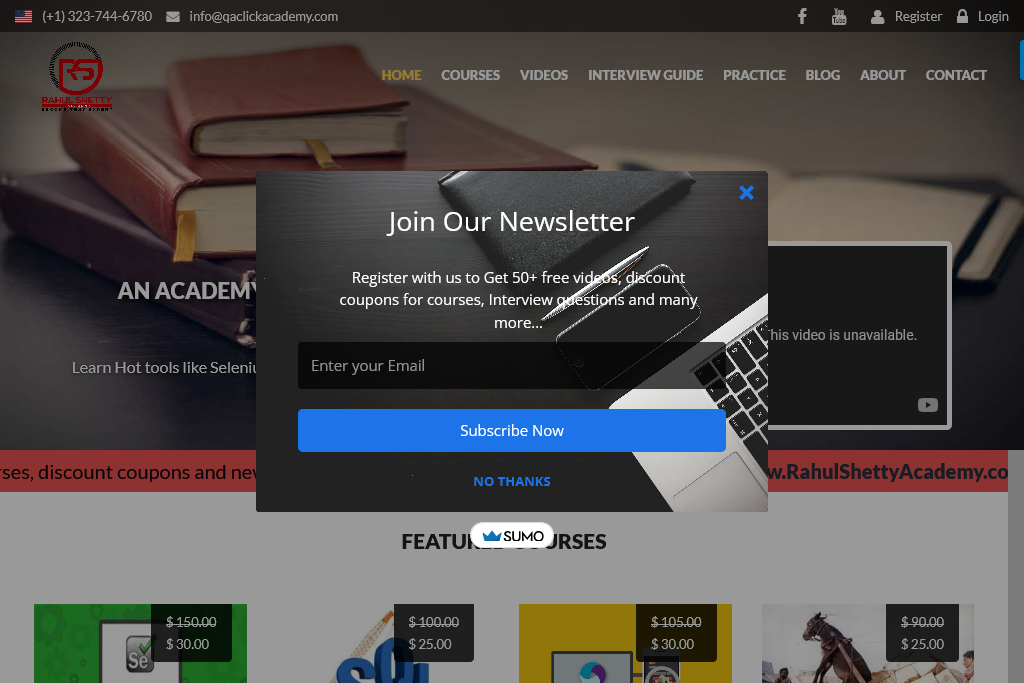 (+1) 323-744-6780 info@qaclickacademy.com Register Login
RS
RAHUL SHETTY
HOME COURSES VIDEOS INTERVIEW GUIDE PRACTICE BLOG ABOUT CONTACT
Join Our Newsletter
Register with us to Get 50+ free videos, discount
coupons for courses, Interview questions and many
more...
Enter your Email
Subscribe Now
NO THANKS
SUMO
AN ACADEMY
his video is unavailable.
Learn Hot tools like Seleniu
rses, discount coupons and new
w.RahulShettyAcademy.co
FEATURED COURSES
$ 150.00
$ 30.00
$ 100.00
$ 25.00
$ 105.00
$ 30.00
$ 90.00
$ 25.00
Se